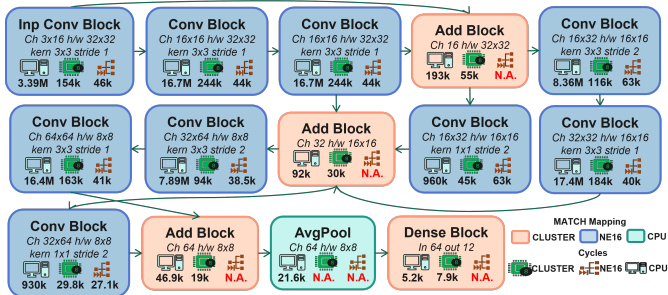 Inp Conv Block
Ch 3x16 h/w 32x32
kern 3x3 stride 1
3.39M 154k 46k
Conv Block
Ch 16x16 h/w 32x32
kern 3x3 stride 1
16.7M 244k 44k
Conv Block
Ch 16x16 h/w 32x32
kern 3x3 stride 1
16.7M 244k 44k
Add Block
Ch 16 h/w 32x32
193k 55k N.A.
Conv Block
Ch 16x32 h/w 16x16
kern 3x3 stride 2
8.36M 116k 63k
Conv Block
Ch 64x64 h/w 8x8
kern 3x3 stride 1
16.4M 163k 41k
Conv Block
Ch 32x64 h/w 8x8
kern 3x3 stride 2
7.89M 94k 38.5k
Add Block
Ch 32 h/w 16x16
92k 30k N.A.
Conv Block
Ch 16x32 h/w 16x16
kern 1x1 stride 2
960k 45k 63k
Conv Block
Ch 32x32 h/w 16x16
kern 3x3 stride 1
17.4M 184k 40k
Conv Block
Ch 32x64 h/w 8x8
kern 1x1 stride 2
930k 29.8k 27.1k
Add Block
Ch 64 h/w 8x8
46.9k 19k N.A.
AvgPool
Ch 64 h/w 8x8
21.6k N.A. N.A.
Dense Block
In 64 out 12
5.2k 7.9k N.A.
MATCH Mapping
CLUSTER NE16 CPU
Cycles
CLUSTER NE16 CPU